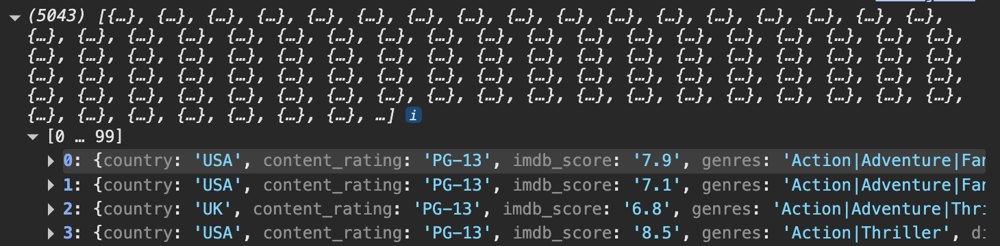 (5043) [{…}, {…}, {…}, {…}, {…}, {…}, {…}, {…}, {…}, {…}, {…}, {…}, {…}, {…}, {…}, {…}, {…},
{…}, {…}, {…}, {…}, {…}, {…}, {…}, {…}, {…}, {…}, {…}, {…}, {…}, {…}, {…}, {…}, {…}, {…}, {…},
{…}, {…}, {…}, {…}, {…}, {…}, {…}, {…}, {…}, {…}, {…}, {…}, {…}, {…}, {…}, {…}, {…}, {…}, {…},
{…}, {…}, {…}, {…}, {…}, {…}, {…}, {…}, {…}, {…}, {…}, {…}, {…}, {…}, {…}, {…}, {…}, {…}, {…},
{…}, {…}, {…}, {…}, {…}, {…}, {…}, {…}, {…}, {…}, {…}, {…}, {…}, {…}, {…}, {…}, {…}, {…}, {…},
{…}, {…}, {…}, {…}, {…}, {…}, {…}, …] i
[0 … 99]
0: {country: 'USA', content_rating: 'PG-13', imdb_score: '7.9', genres: 'Action|Adventure|Fan
1: {country: 'USA', content_rating: 'PG-13', imdb_score: '7.1', genres: 'Action|Adventure|Fan
2: {country: 'UK', content_rating: 'PG-13', imdb_score: '6.8', genres: 'Action|Adventure|Thri
3: {country: 'USA', content_rating: 'PG-13', imdb_score: '8.5', genres: 'Action|Thriller', di